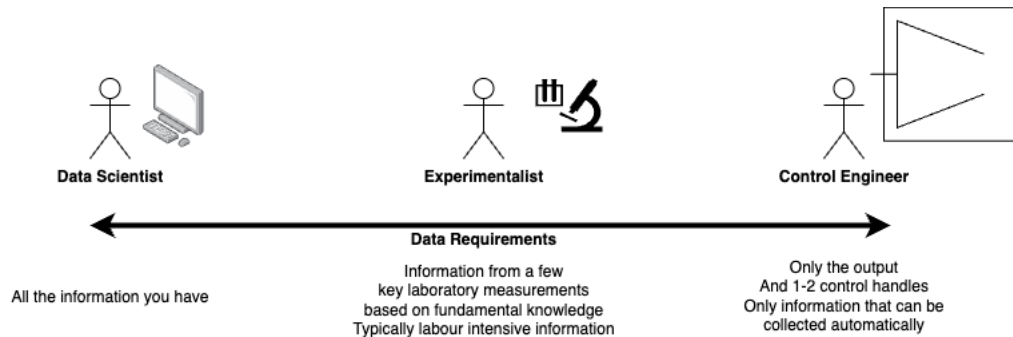 Data Scientist
Experimentalist
Control Engineer
Data Requirements
All the information you have
Information from a few
key laboratory measurements
based on fundamental knowledge
Typically labour intensive information
Only the output
And 1-2 control handles
Only information that can be
collected automatically